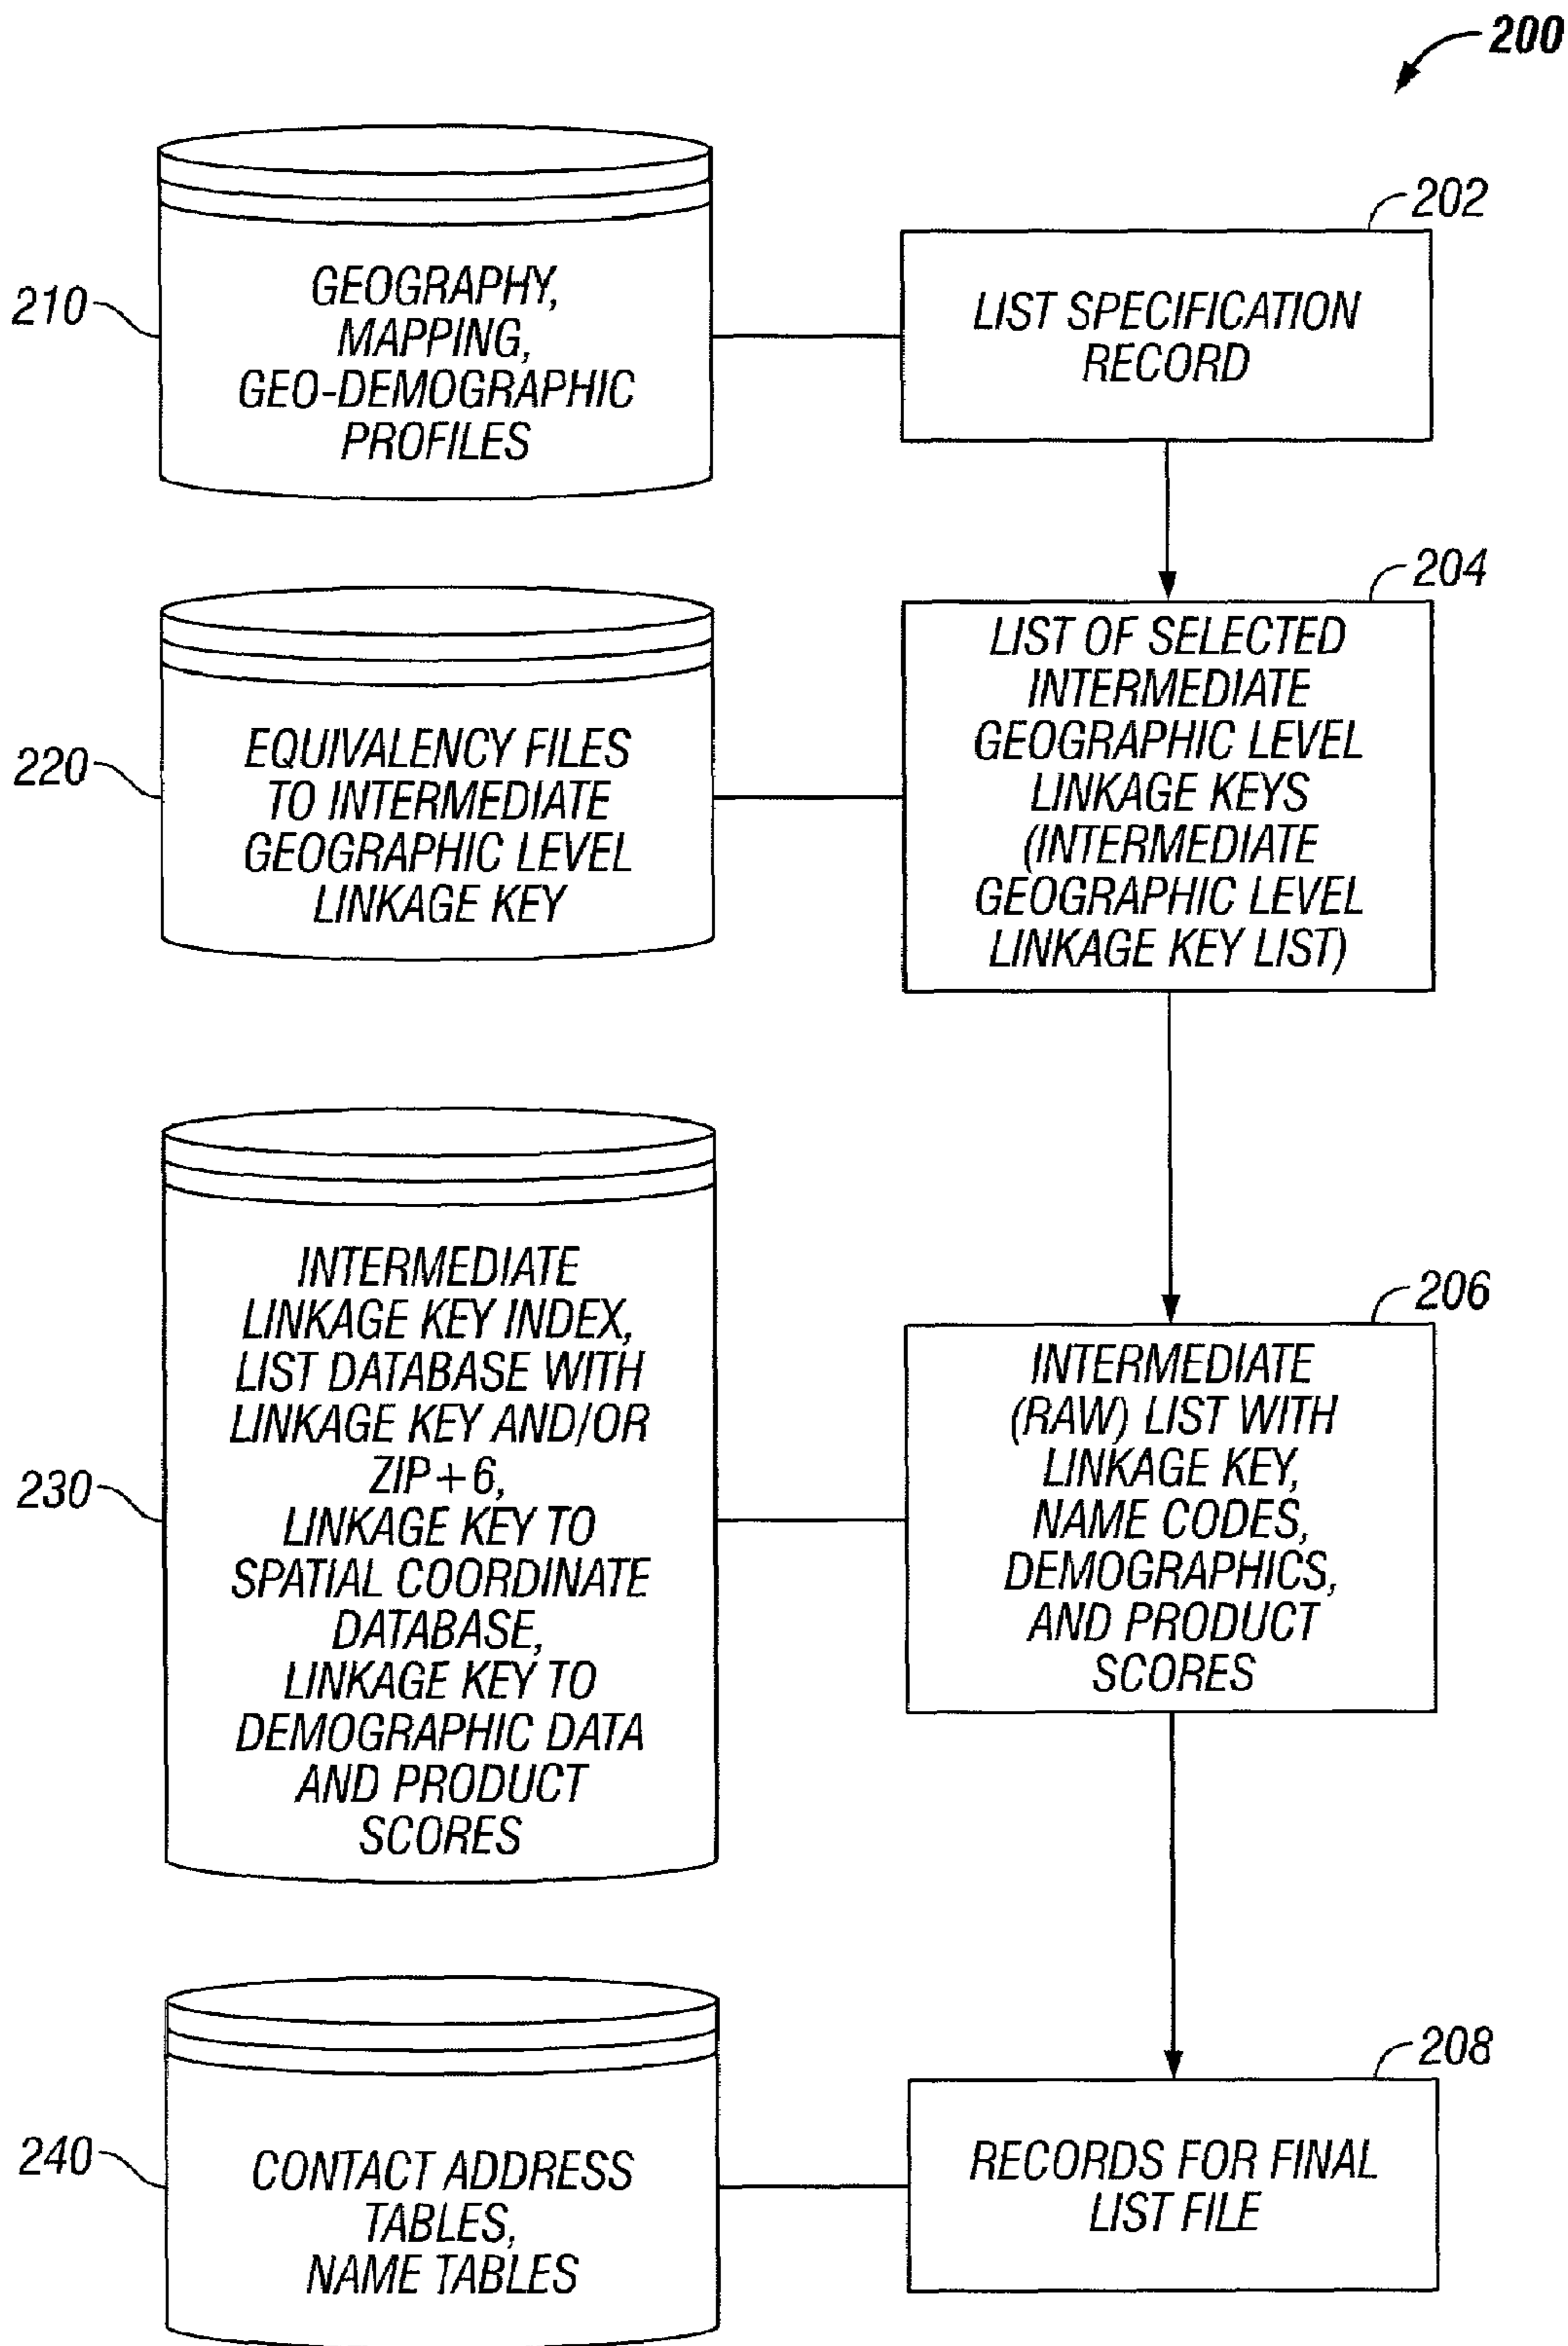 200
202
210
GEOGRAPHY,
MAPPING,
GEO-DEMOGRAPHIC
PROFILES
LIST SPECIFICATION
RECORD
204
220
EQUIVALENCY FILES
TO INTERMEDIATE
GEOGRAPHIC LEVEL
LINKAGE KEY
LIST OF SELECTED
INTERMEDIATE
GEOGRAPHIC LEVEL
LINKAGE KEYS
(INTERMEDIATE
GEOGRAPHIC LEVEL
LINKAGE KEY LIST)
206
230
INTERMEDIATE
LINKAGE KEY INDEX,
LIST DATABASE WITH
LINKAGE KEY AND/OR
ZIP+6,
LINKAGE KEY TO
SPATIAL COORDINATE
DATABASE,
LINKAGE KEY TO
DEMOGRAPHIC DATA
AND PRODUCT
SCORES
INTERMEDIATE
(RAW) LIST WITH
LINKAGE KEY,
NAME CODES,
DEMOGRAPHICS,
AND PRODUCT
SCORES
208
240
CONTACT ADDRESS
TABLES,
NAME TABLES
RECORDS FOR FINAL
LIST FILE